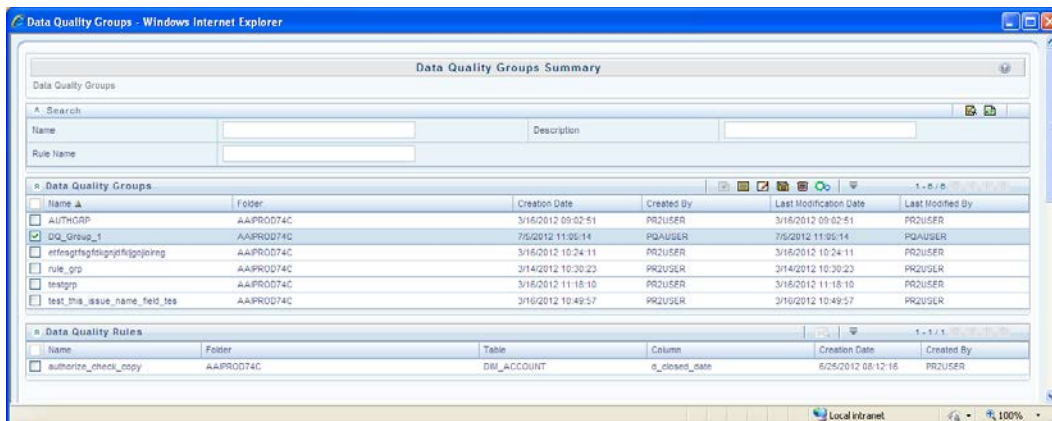 Data Quality Groups - Windows Internet Explorer
Data Quality Groups Summary
Data Quality Groups
Search
Name Description
Rule Name
Data Quality Groups 1 - 6 / 6
Name Folder Creation Date Created By Last Modification Date Last Modified By
AUTHGRP AAIPROD74C 3/16/2012 09:02:51 PR2USER 3/16/2012 09:02:51 PR2USER
DQ_Group_1 AAIPROD74C 7/5/2012 11:05:14 PQAUSER 7/5/2012 11:05:14 PQAUSER
AAIPROD74C 3/16/2012 10:24:11 PR2USER 3/16/2012 10:24:11 PR2USER
rule_grp AAIPROD74C 3/14/2012 10:30:23 PR2USER 3/14/2012 10:30:23 PR2USER
testgrp AAIPROD74C 3/16/2012 11:18:10 PR2USER 3/16/2012 11:18:10 PR2USER
test_this_issue_name_field_tes AAIPROD74C 3/16/2012 10:49:57 PR2USER 3/16/2012 10:49:57 PR2USER
Data Quality Rules 1 - 1 / 1
Name Folder Table Column Creation Date Created By
authorize_check_copy AAIPROD74C DIM_ACCOUNT d_closed_date 6/25/2012 08:12:16 PR2USER
Local intranet 100%